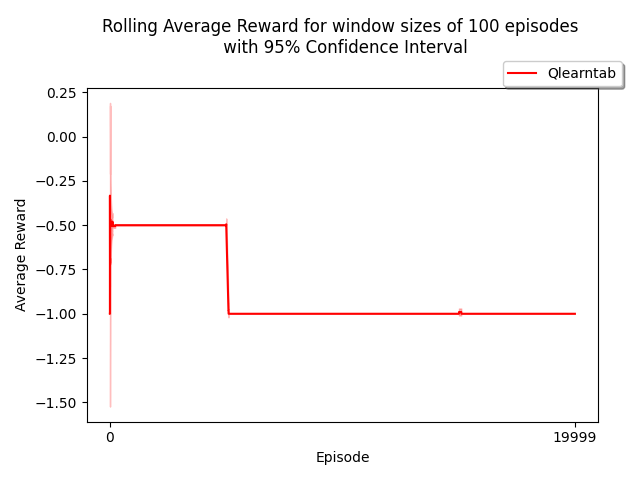 Rolling Average Reward for window sizes of 100 episodes
with 95% Confidence Interval
Qlearntab
0.25
0.00
−0.25
−0.50
−0.75
−1.00
−1.25
−1.50
Average Reward
0
19999
Episode